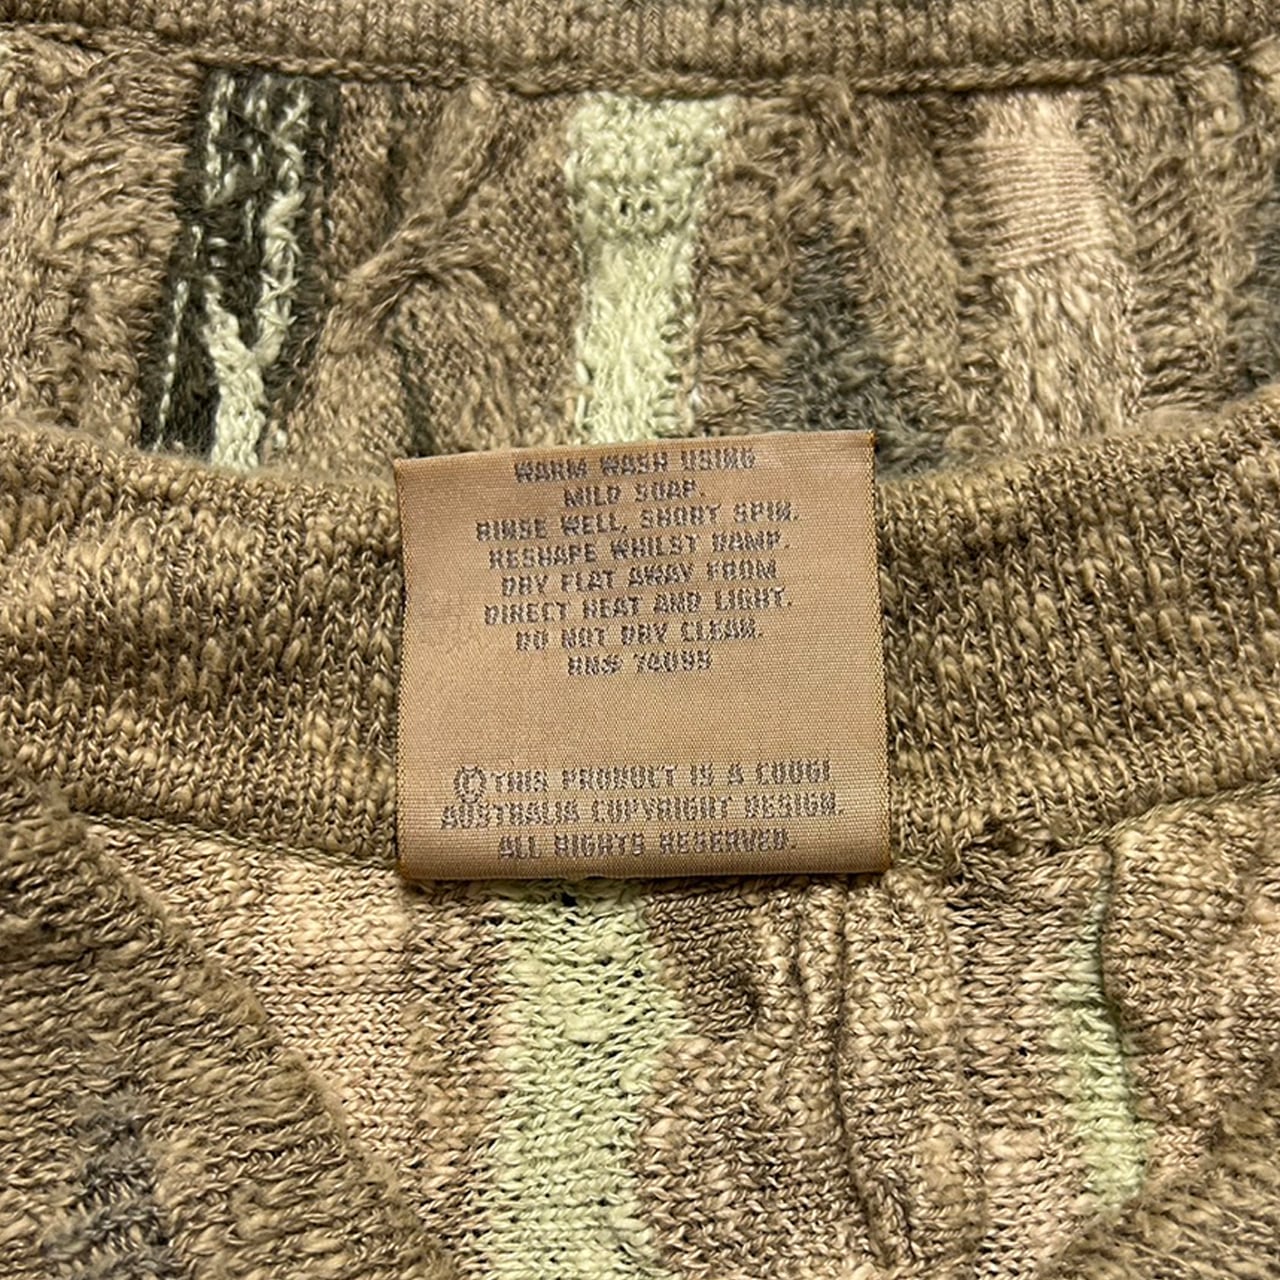 WARM WASH USING
MILD SOAP.
RINSE WELL, SHORT SPIN.
RESHAPE WHILST DAMP.
DRY FLAT AWAY FROM
DIRECT HEAT AND LIGHT.
DO NOT DRY CLEAN.
RN# 74095
© THIS PRODUCT IS A COOGI
AUSTRALIA COPYRIGHT DESIGN.
ALL RIGHTS RESERVED.